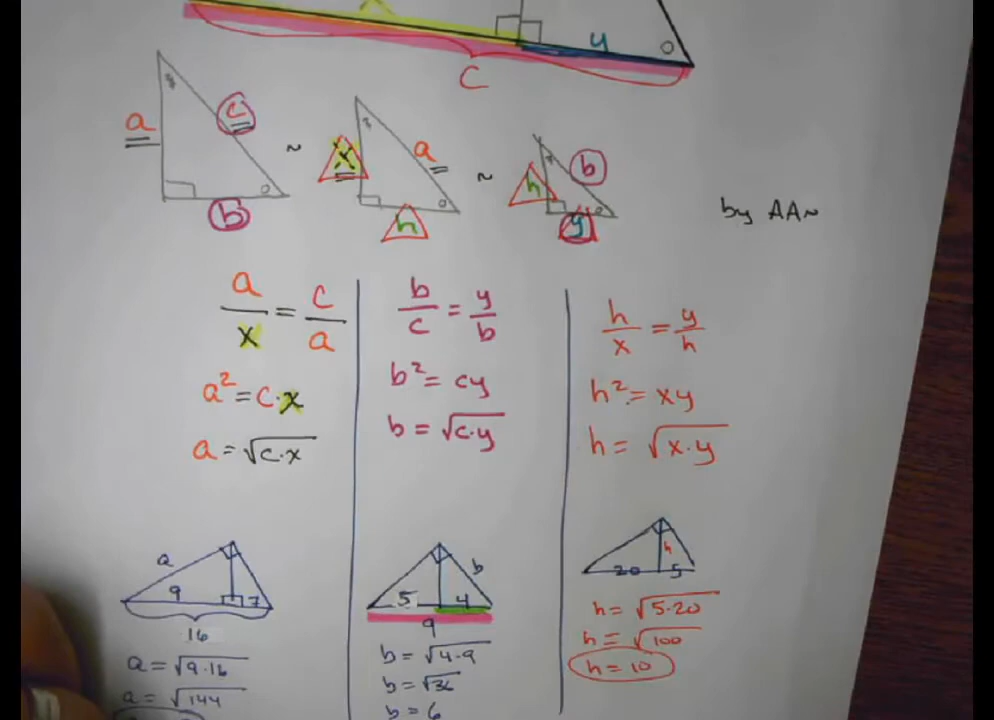 x
y
o
c
a
c
o
b
~
x
a
o
h
~
h
b
o
y
by AA~
a/x = c/a
a² = c·x
a = √c·x
b/c = y/b
b² = cy
b = √c·y
h/x = y/h
h² = xy
h = √x·y
a
9
7
16
a = √9·16
a = √144
b
5
4
9
b = √4·9
b = √36
b = 6
h
20
5
h = √5·20
h = √100
h = 10